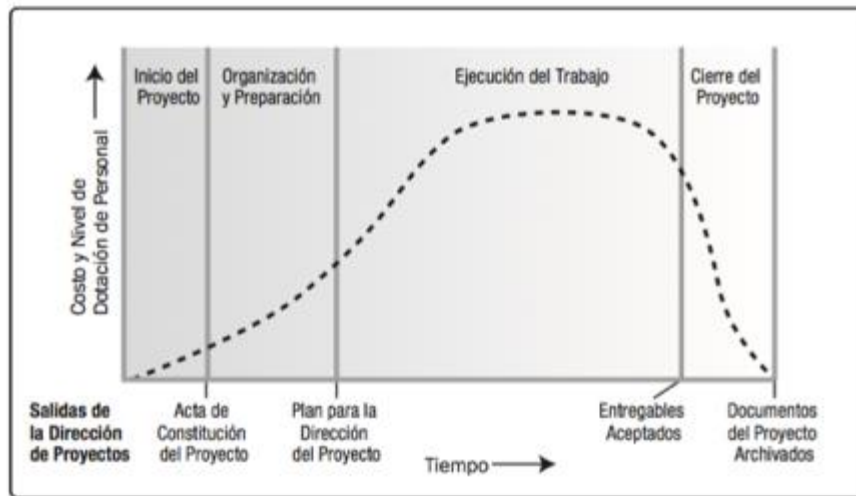 Inicio del
Proyecto
Organización
y Preparación
Ejecución del Trabajo
Cierre del
Proyecto
Costo y Nivel de
Dotación de Personal
Salidas de
la Dirección
de Proyectos
Acta de
Constitución
del Proyecto
Plan para la
Dirección
del Proyecto
Tiempo
Entregables
Aceptados
Documentos
del Proyecto
Archivados